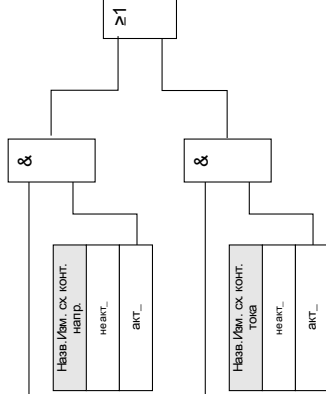 ≥1
&
&
Назв.Изм. сх. конт.
напр.
неакт_
акт_
Назв.Изм. сх. конт.
тока
неакт_
акт_